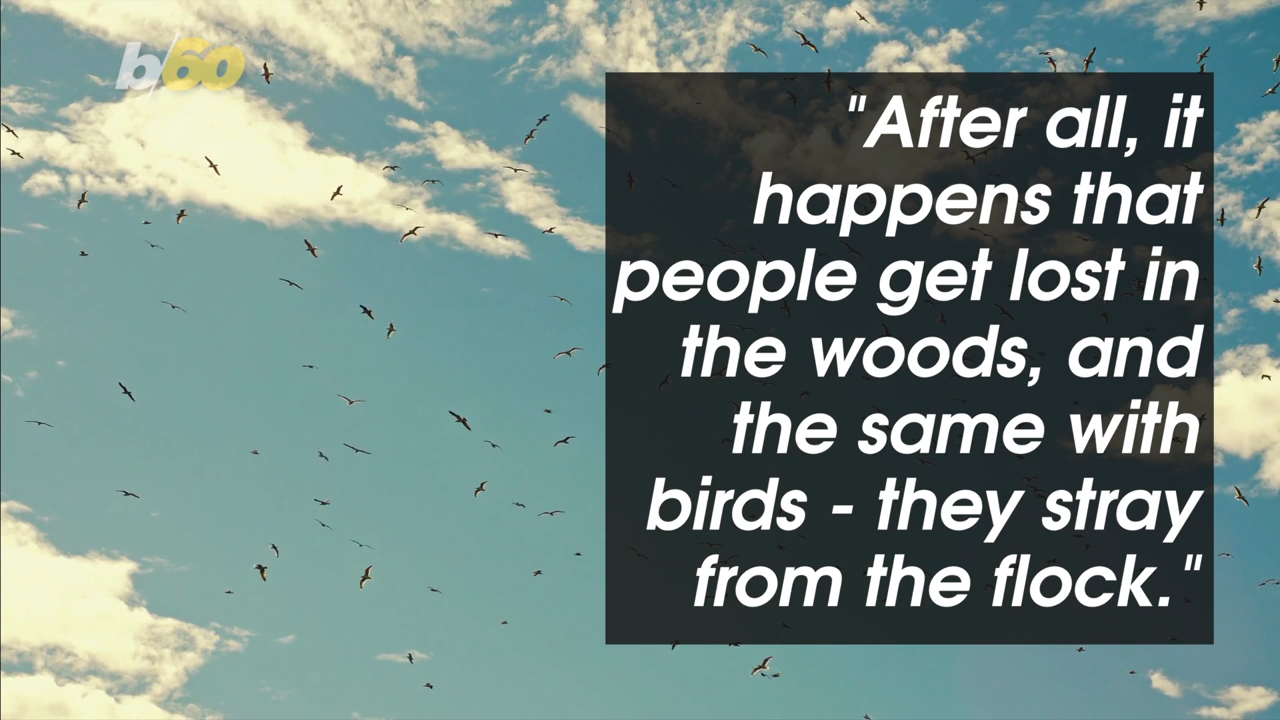 b/60
"After all, it
happens that
people get lost in
the woods, and
the same with
birds - they stray
from the flock."